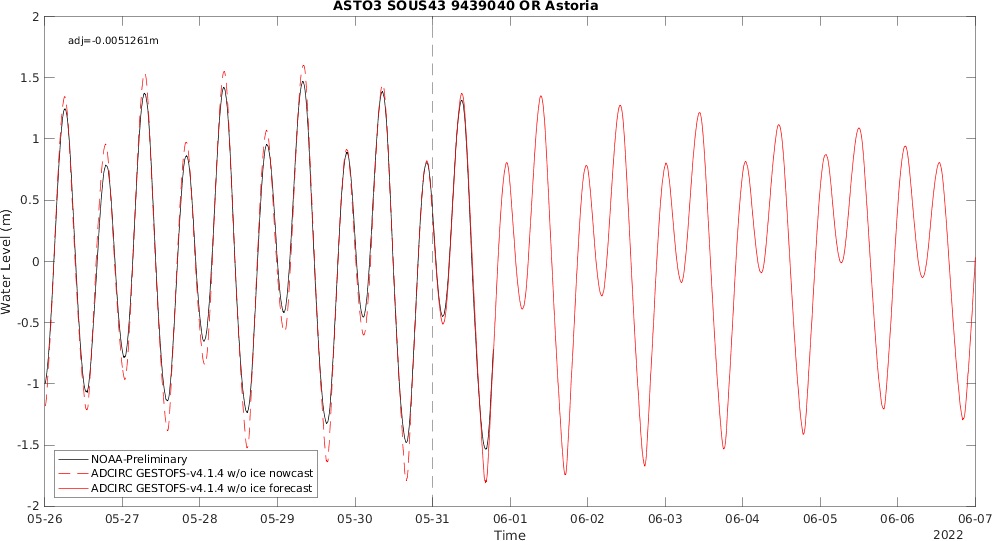 ASTO3 SOUS43 9439040 OR Astoria
adj=-0.0051261m
Water Level (m)
2
1.5
1
0.5
0
-0.5
-1
-1.5
-2
NOAA-Preliminary
ADCIRC GESTOFS-v4.1.4 w/o ice nowcast
ADCIRC GESTOFS-v4.1.4 w/o ice forecast
05-26 05-27 05-28 05-29 05-30 05-31 06-01 06-02 06-03 06-04 06-05 06-06 06-07
Time
2022